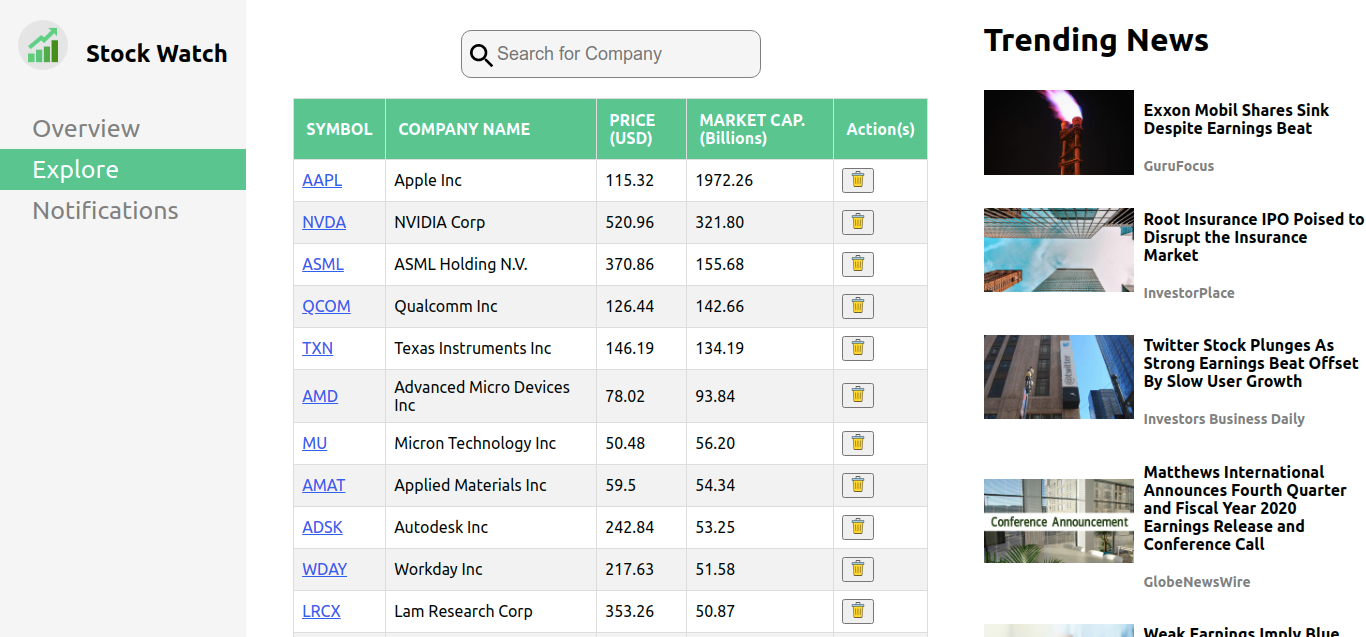 Stock Watch
Overview
Explore
Notifications
Search for Company
SYMBOL COMPANY NAME PRICE (USD) MARKET CAP. (Billions) Action(s)
AAPL Apple Inc 115.32 1972.26
NVDA NVIDIA Corp 520.96 321.80
ASML ASML Holding N.V. 370.86 155.68
QCOM Qualcomm Inc 126.44 142.66
TXN Texas Instruments Inc 146.19 134.19
AMD Advanced Micro Devices Inc 78.02 93.84
MU Micron Technology Inc 50.48 56.20
AMAT Applied Materials Inc 59.5 54.34
ADSK Autodesk Inc 242.84 53.25
WDAY Workday Inc 217.63 51.58
LRCX Lam Research Corp 353.26 50.87
Trending News
Exxon Mobil Shares Sink
Despite Earnings Beat
GuruFocus
Root Insurance IPO Poised to
Disrupt the Insurance
Market
InvestorPlace
@twitter
Twitter Stock Plunges As
Strong Earnings Beat Offset
By Slow User Growth
Investors Business Daily
Conference Announcement
Matthews International
Announces Fourth Quarter
and Fiscal Year 2020
Earnings Release and
Conference Call
GlobeNewsWire
Weak Earnings Imply Blue